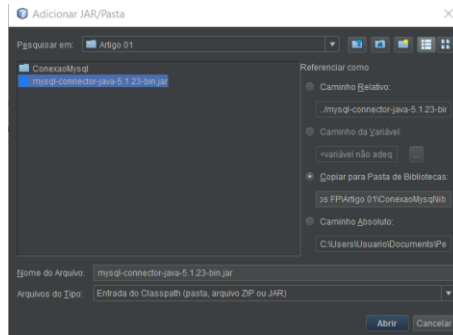 Adicionar JAR/Pasta
Pesquisar em: Artigo 01
ConexaoMysql
mysql-connector-java-5.1.23-bin.jar
Referenciar como
Caminho Relativo:
../mysql-connector-java-5.1.23-bir
Caminho da Variável:
<variável não adeq ...
Copiar para Pasta de Bibliotecas:
os FP\Artigo 01\ConexaoMysql\lib
Caminho Absoluto:
C:\Users\Usuario\Documents\Pe
Nome do Arquivo: mysql-connector-java-5.1.23-bin.jar
Arquivos do Tipo: Entrada do Classpath (pasta, arquivo ZIP ou JAR)
Abrir Cancelar